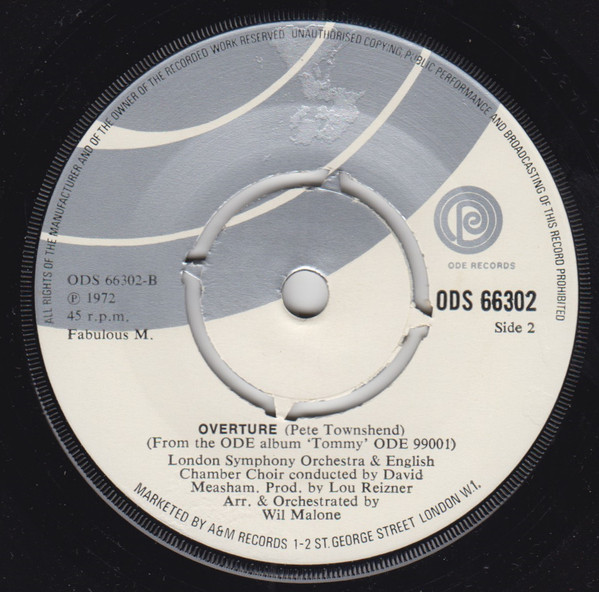 ALL RIGHTS OF THE MANUFACTURER AND OF THE OWNER OF THE RECORDED WORK RESERVED UNAUTHORISED COPYING, PUBLIC PERFORMANCE AND BROADCASTING OF THIS RECORD PROHIBITED
ODE RECORDS
ODS 66302-B
℗ 1972
45 r.p.m.
Fabulous M.
ODS 66302
Side 2
OVERTURE (Pete Townshend)
(From the ODE album 'Tommy' ODE 99001)
London Symphony Orchestra & English
Chamber Choir conducted by David
Measham. Prod. by Lou Reizner
Arr. & Orchestrated by
Wil Malone
MARKETED BY A&M RECORDS 1-2 ST. GEORGE STREET LONDON W.1.